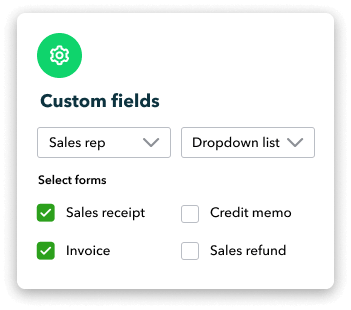 Custom fields
Sales rep Dropdown list
Select forms
Sales receipt Credit memo
Invoice Sales refund